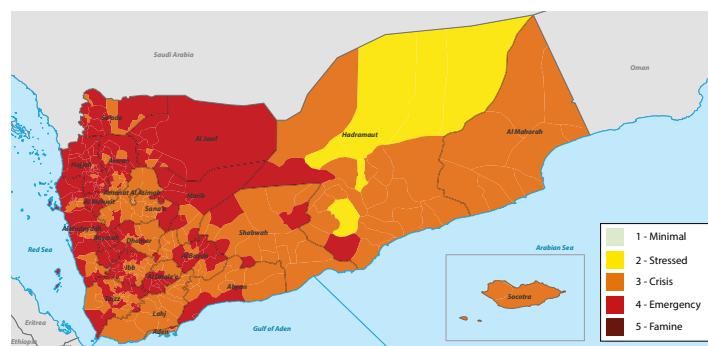 Saudi Arabia
Oman
Sa'ada
Al Jawf
Hadramaut
Al Maharah
Hajjah
Amran
Amanat Al Asimah
Al Mahwit
Marib
Sana'a
Shabwah
Dhamar
Raymah
Al Bayda
Ibb
Al Dhale'e
Abyan
Taizz
Lahj
Aden
Red Sea
Arabian Sea
Gulf of Aden
Socotra
Eritrea
Ethiopia
1 - Minimal
2 - Stressed
3 - Crisis
4 - Emergency
5 - Famine